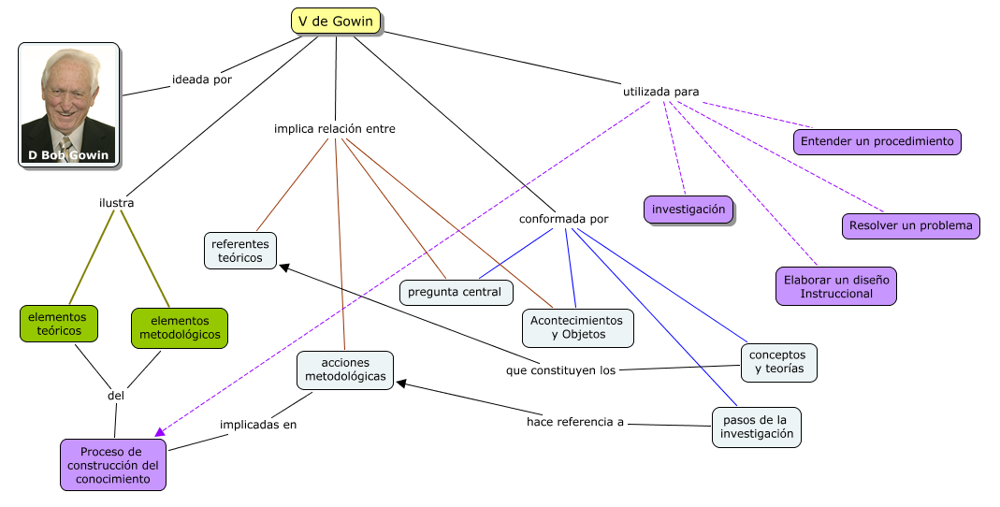 V de Gowin
ideada por
D Bob Gowin
utilizada para
implica relación entre
Entender un procedimiento
ilustra
investigación
conformada por
Resolver un problema
referentes
teóricos
Elaborar un diseño
Instruccional
pregunta central
elementos
teóricos
elementos
metodológicos
Acontecimientos
y Objetos
acciones
metodológicas
que constituyen los
conceptos
y teorías
del
implicadas en
hace referencia a
pasos de la
investigación
Proceso de
construcción del
conocimiento